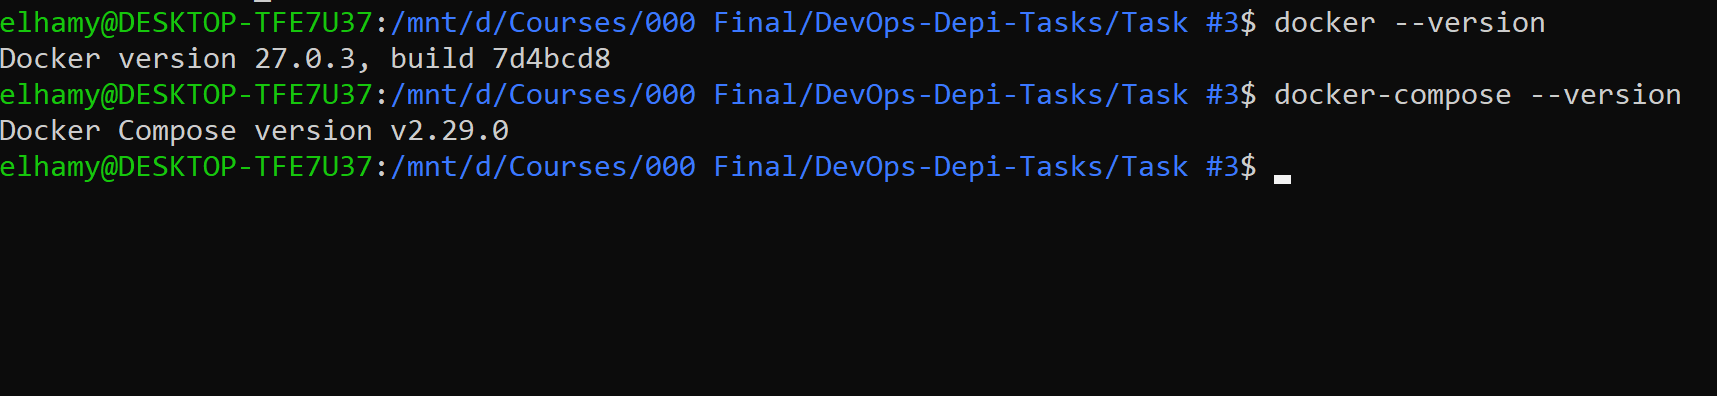 elhamy@DESKTOP-TFE7U37:/mnt/d/Courses/000 Final/DevOps-Depi-Tasks/Task #3$ docker --version
Docker version 27.0.3, build 7d4bcd8
elhamy@DESKTOP-TFE7U37:/mnt/d/Courses/000 Final/DevOps-Depi-Tasks/Task #3$ docker-compose --version
Docker Compose version v2.29.0
elhamy@DESKTOP-TFE7U37:/mnt/d/Courses/000 Final/DevOps-Depi-Tasks/Task #3$